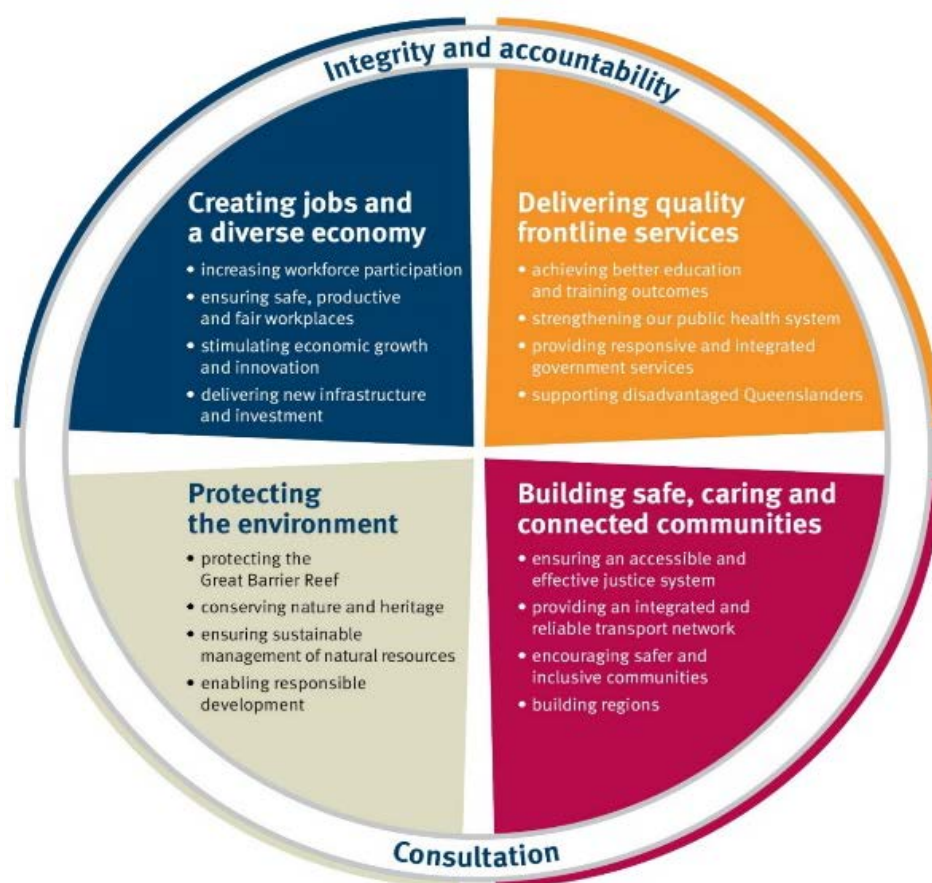 Integrity and accountability
Creating jobs and
a diverse economy
• increasing workforce participation
• ensuring safe, productive
and fair workplaces
• stimulating economic growth
and innovation
• delivering new infrastructure
and investment
Delivering quality
frontline services
• achieving better education
and training outcomes
• strengthening our public health system
• providing responsive and integrated
government services
• supporting disadvantaged Queenslanders
Protecting
the environment
• protecting the
Great Barrier Reef
• conserving nature and heritage
• ensuring sustainable
management of natural resources
• enabling responsible
development
Building safe, caring and
connected communities
• ensuring an accessible and
effective justice system
• providing an integrated and
reliable transport network
• encouraging safer and
inclusive communities
• building regions
Consultation